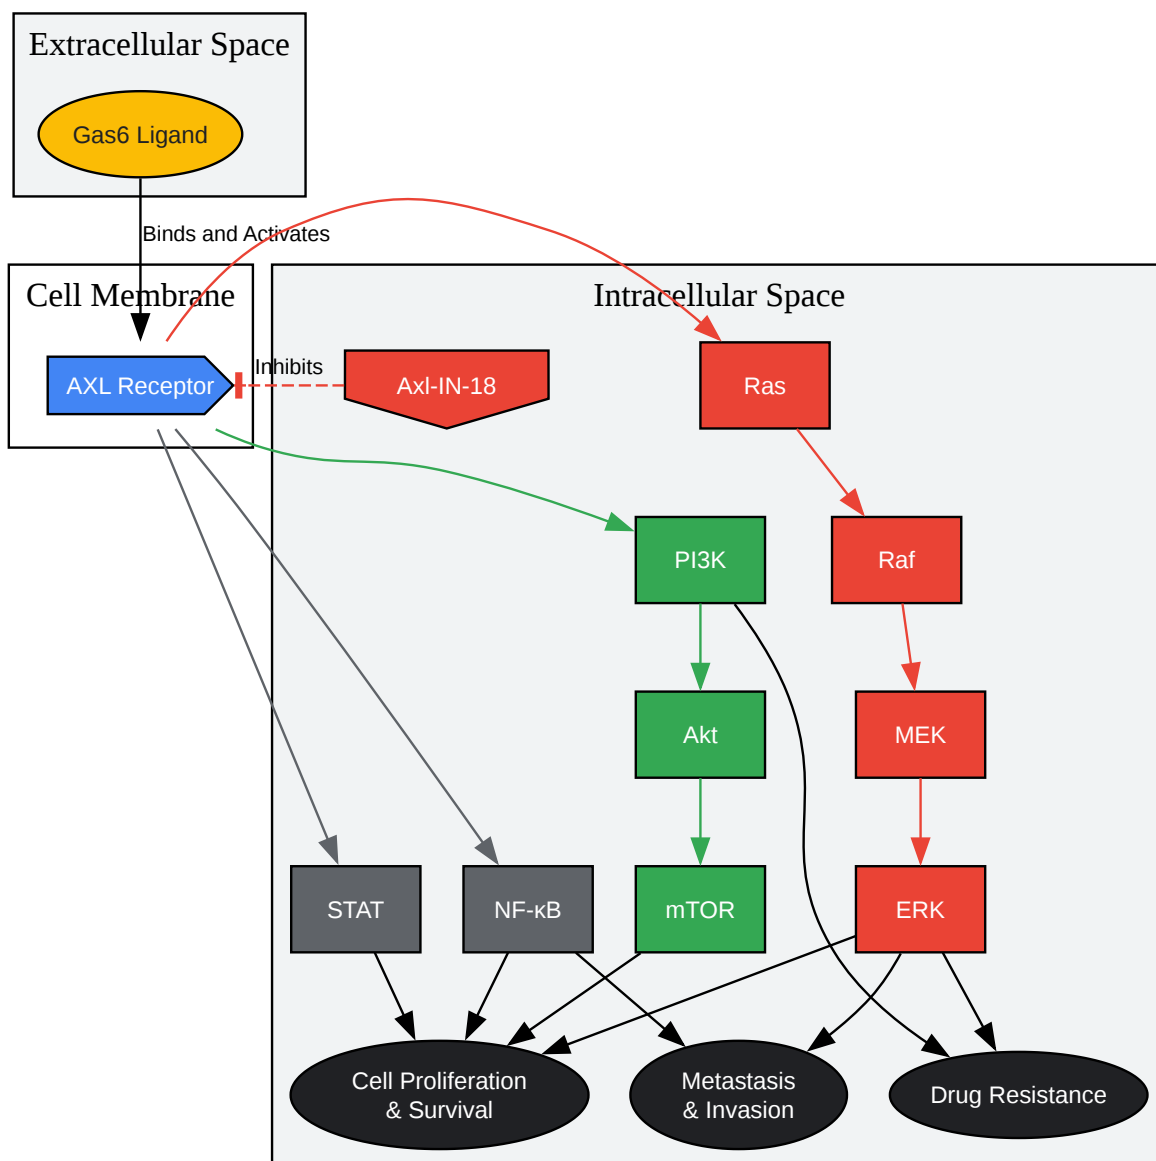 Extracellular Space
Gas6 Ligand
Binds and Activates
Cell Membrane
Intracellular Space
AXL Receptor
Inhibits
Axl-IN-18
Ras
PI3K
Raf
Akt
MEK
STAT
NF-κB
mTOR
ERK
Cell Proliferation
& Survival
Metastasis
& Invasion
Drug Resistance